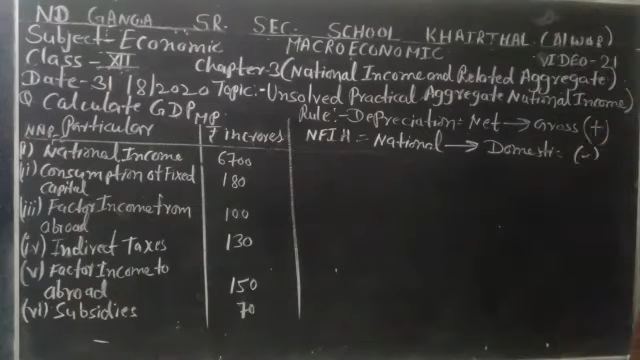 ND GANGA SR. SEC. SCHOOL KHAIRTHAL (Alwar)
Subject- Economic MACROECONOMIC VIDEO-21
Class - XII Chapter-3 (National Income and Related Aggregate)
Date- 31/8/2020 Topic:- Unsolved Practical Aggregate National Income)
Q Calculate GDPMP Rule:- Depreciation = Net → Gross (+)
NNP Particular ₹ in crores NFIA = National → Domestic (-)
(i) National Income 6700
(ii) Consumption of Fixed Capital 180
(iii) Factor Income from abroad 100
(iv) Indirect Taxes 130
(v) Factor Income to abroad 150
(vi) Subsidies 70